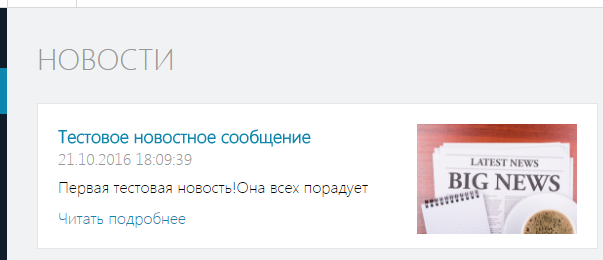 НОВОСТИ
Тестовое новостное сообщение
21.10.2016 18:09:39
Первая тестовая новость!Она всех порадует
Читать подробнее
LATEST NEWS
BIG NEWS